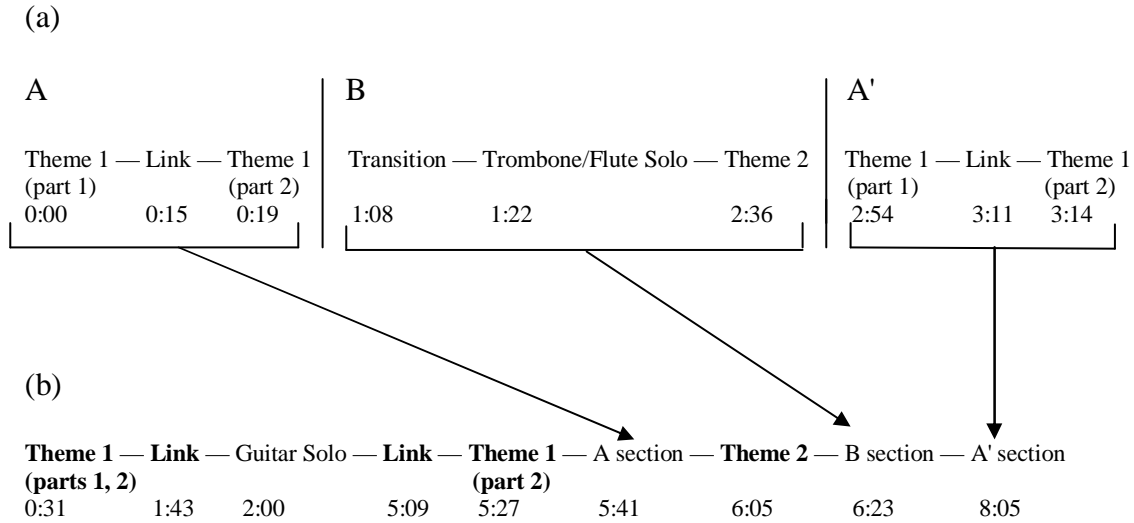 (a)
A B A'
Theme 1 — Link — Theme 1 Transition — Trombone/Flute Solo — Theme 2 Theme 1 — Link — Theme 1
(part 1) (part 2) (part 1) (part 2)
0:00 0:15 0:19 1:08 1:22 2:36 2:54 3:11 3:14
(b)
Theme 1 — Link — Guitar Solo — Link — Theme 1 — A section — Theme 2 — B section — A' section
(parts 1, 2) (part 2)
0:31 1:43 2:00 5:09 5:27 5:41 6:05 6:23 8:05